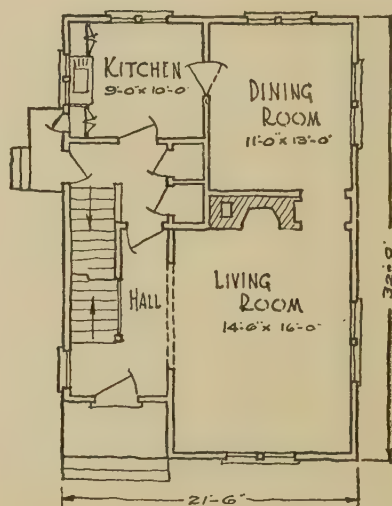 KITCHEN
9'-0" x 10'-0"
DINING
ROOM
11'-0" x 13'-0"
LIVING
ROOM
14'-6" x 16'-0"
HALL
32'-8"
21'-6"